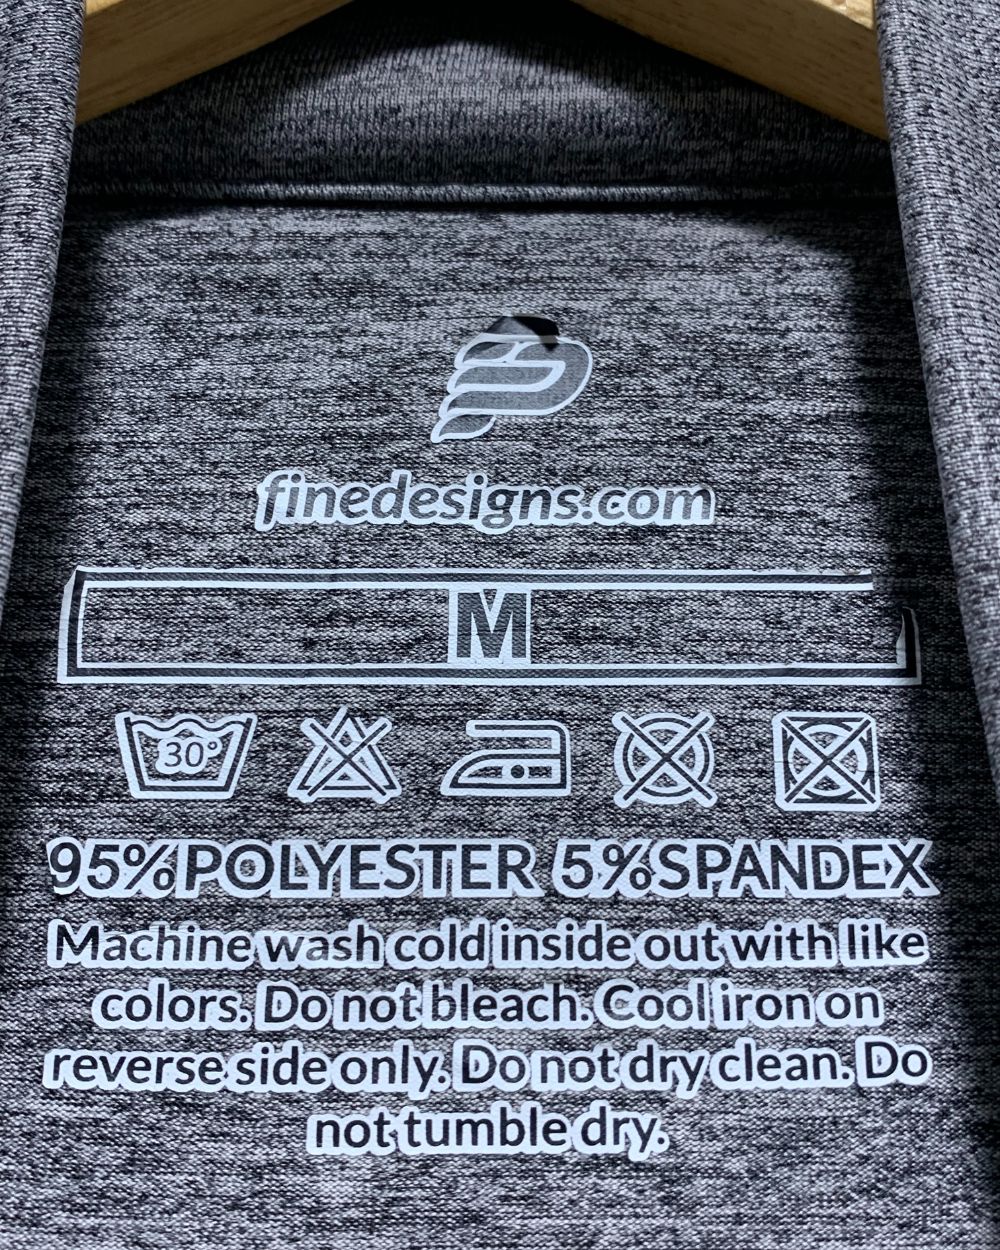 finedesigns.com
M
30°
95%POLYESTER 5%SPANDEX
Machine wash cold inside out with like
colors. Do not bleach. Cool iron on
reverse side only. Do not dry clean. Do
not tumble dry.